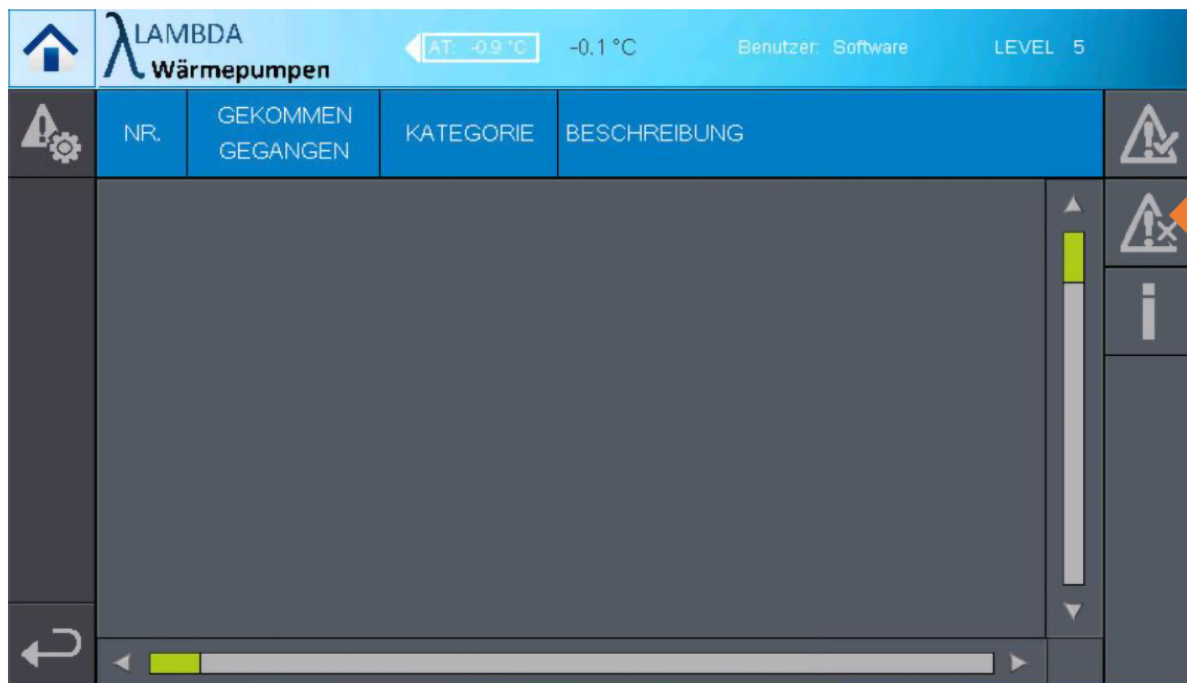 LAMBDA
Wärmepumpen
AT: -0.9 °C
-0.1 °C
Benutzer: Software
LEVEL 5
NR.
GEKOMMEN
GEGANGEN
KATEGORIE
BESCHREIBUNG